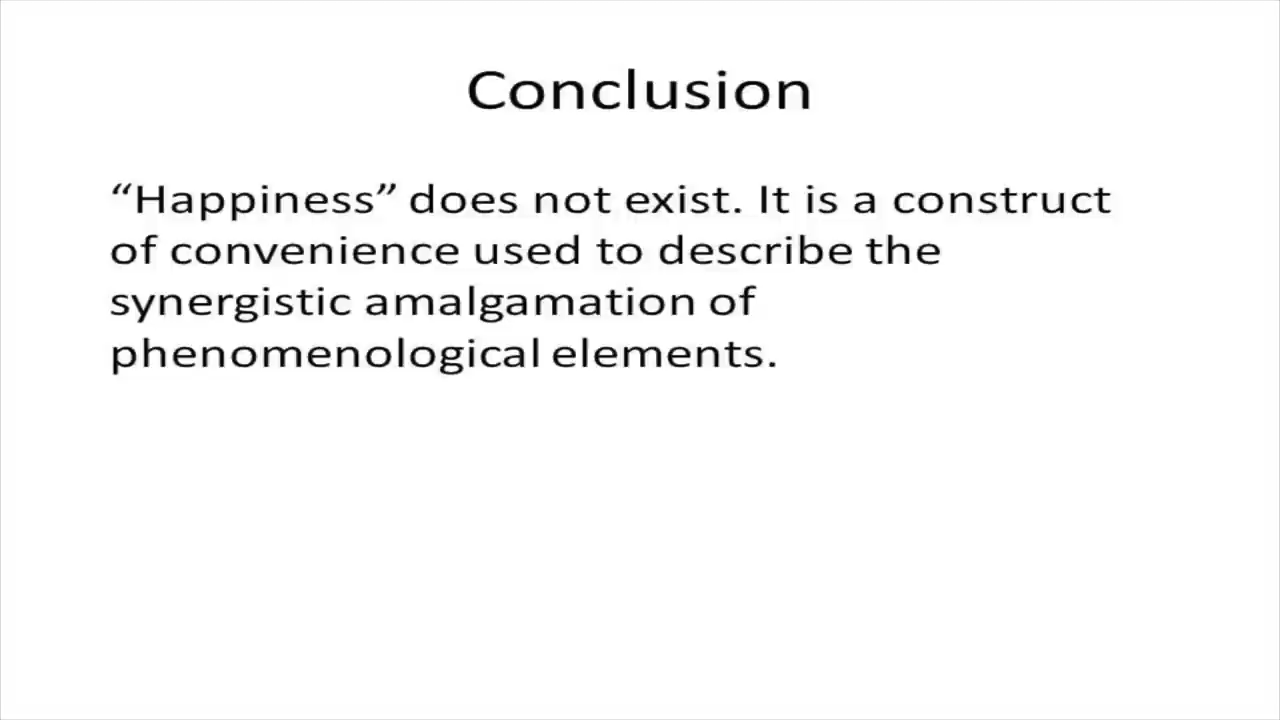 Conclusion
“Happiness” does not exist. It is a construct
of convenience used to describe the
synergistic amalgamation of
phenomenological elements.